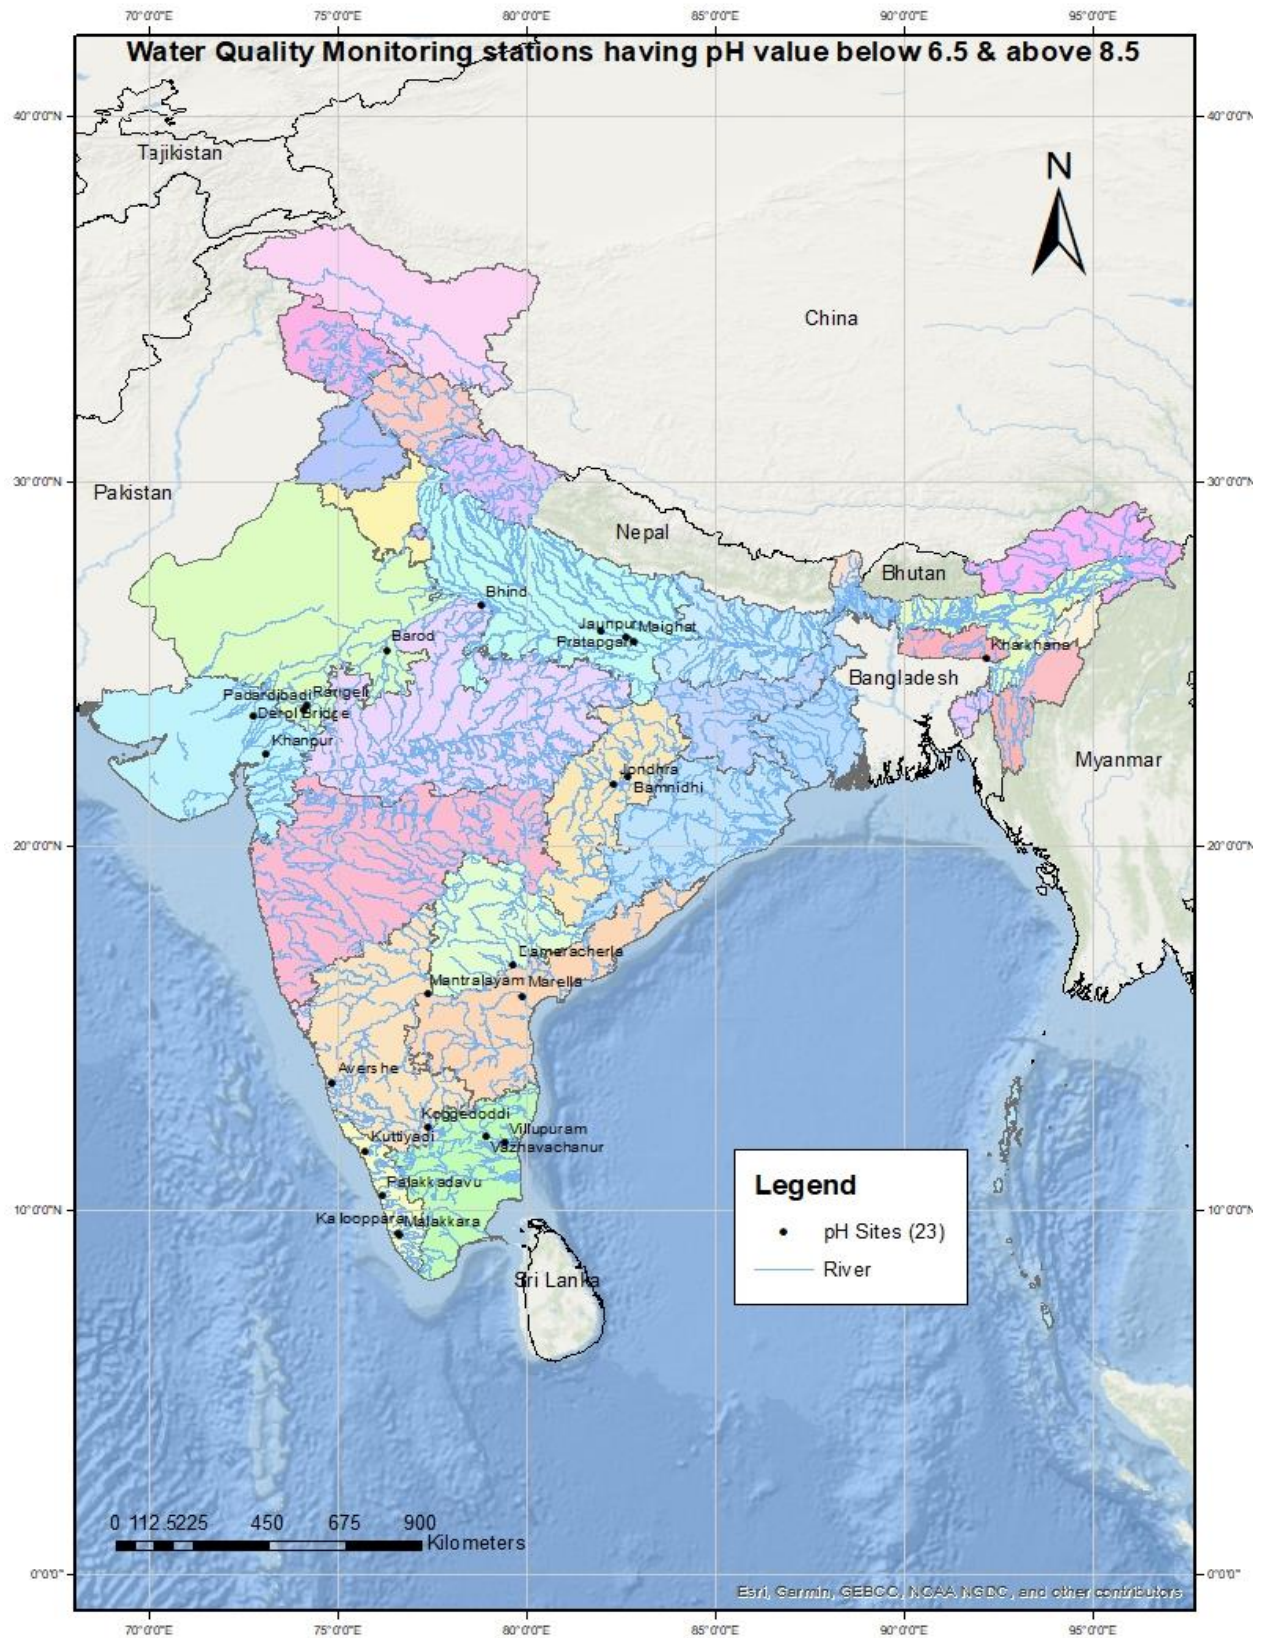 70°0'0"E 75°0'0"E 80°0'0"E 85°0'0"E 90°0'0"E 95°0'0"E
Water Quality Monitoring stations having pH value below 6.5 & above 8.5
40°0'0"N 40°0'0"N
Tajikistan
N
China
30°0'0"N 30°0'0"N
Pakistan
Nepal
Bhutan
Bhind
Jaunpur Maighat
Barod
Pratapgarh
Kharkhana
Bangladesh
Padardibadi Rangeli
Derol Bridge
Khanpur
Myanmar
Jondhra
Bamnidhi
20°0'0"N 20°0'0"N
Dameracherla
Mantralayam Marella
Avershe
Koggedoddi
Kuttiyadi Villupuram
Vazhavachanur
Palakkadavu
Legend
10°0'0"N 10°0'0"N
Kallooppara Malakkara
pH Sites (23)
River
Sri Lanka
0 112.5 225 450 675 900
Kilometers
0°0'0" 0°0'0"
Esri, Garmin, GEBCO, NOAA NGDC, and other contributors
70°0'0"E 75°0'0"E 80°0'0"E 85°0'0"E 90°0'0"E 95°0'0"E